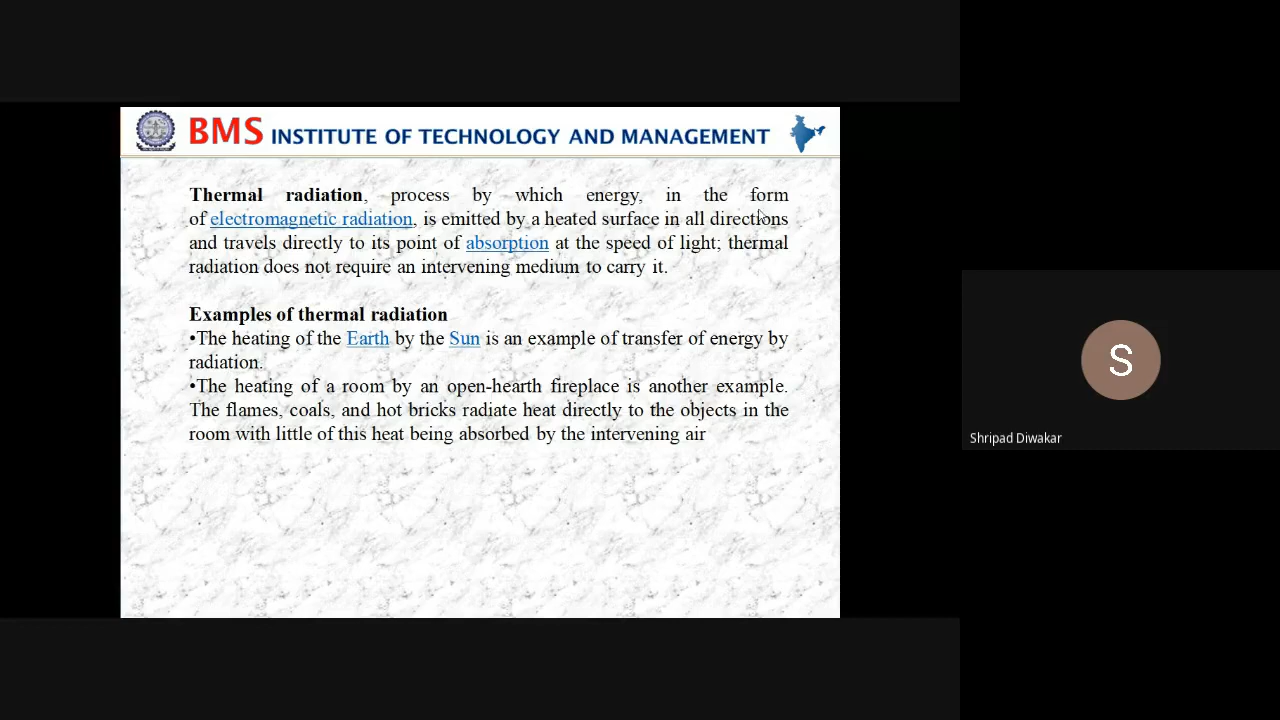 BMS INSTITUTE OF TECHNOLOGY AND MANAGEMENT
Thermal radiation, process by which energy, in the form
of electromagnetic radiation, is emitted by a heated surface in all directions
and travels directly to its point of absorption at the speed of light; thermal
radiation does not require an intervening medium to carry it.
Examples of thermal radiation
•The heating of the Earth by the Sun is an example of transfer of energy by
radiation.
•The heating of a room by an open-hearth fireplace is another example.
The flames, coals, and hot bricks radiate heat directly to the objects in the
room with little of this heat being absorbed by the intervening air
S
Shripad Diwakar